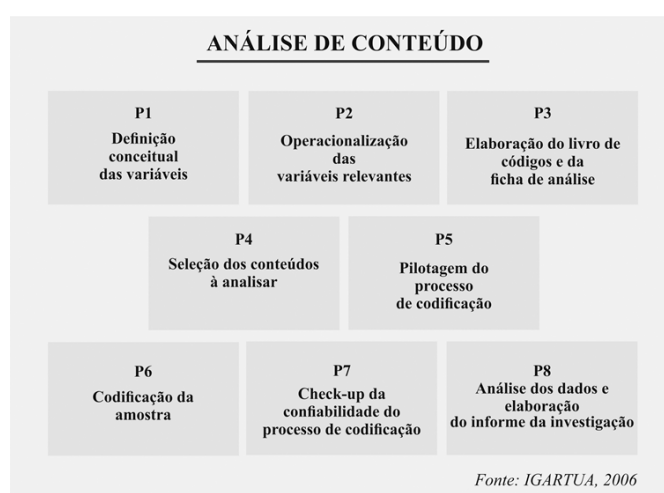 ANÁLISE DE CONTEÚDO
P1
Definição
conceitual
das variáveis
P2
Operacionalização
das
variáveis relevantes
P3
Elaboração do livro de
códigos e da
ficha de análise
P4
Seleção dos conteúdos
à analisar
P5
Pilotagem do
processo
de codificação
P6
Codificação da
amostra
P7
Check-up da
confiabilidade do
processo de codificação
P8
Análise dos dados e
elaboração
do informe da investigação
Fonte: IGARTUA, 2006